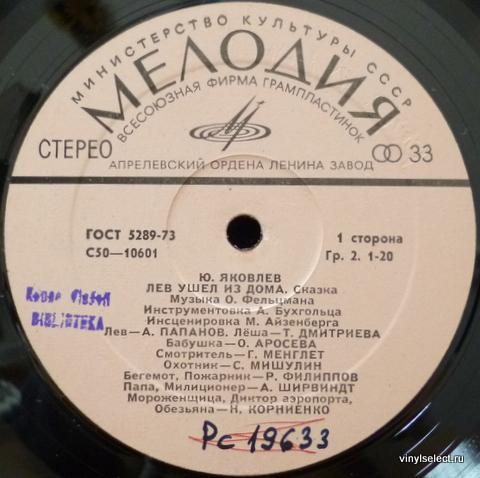 МИНИСТЕРСТВО КУЛЬТУРЫ СССР
МЕЛОДИЯ
ВСЕСОЮЗНАЯ ФИРМА ГРАМПЛАСТИНОК
СТЕРЕО
33
АПРЕЛЕВСКИЙ ОРДЕНА ЛЕНИНА ЗАВОД
ГОСТ 5289-73
С50—10601
1 сторона
Гр. 2. 1-20
Ю. ЯКОВЛЕВ
ЛЕВ УШЕЛ ИЗ ДОМА, Сказка
Музыка О. Фельцмана
Инструментовка А. Бухгольца
Инсценировка М. Айзенберга
Лев—А. ПАПАНОВ. Лёша—Т. ДМИТРИЕВА
Бабушка—О. АРОСЕВА
Смотритель—Г. МЕНГЛЕТ
Охотник—С. МИШУЛИН
Бегемот, Пожарник—Р. ФИЛИППОВ
Папа, Милиционер—А. ШИРВИНДТ
Мороженщица, Диктор аэропорта,
Обезьяна—Н. КОРНИЕНКО
BIBLIOTEKA
Рс 19633
vinylselect.ru